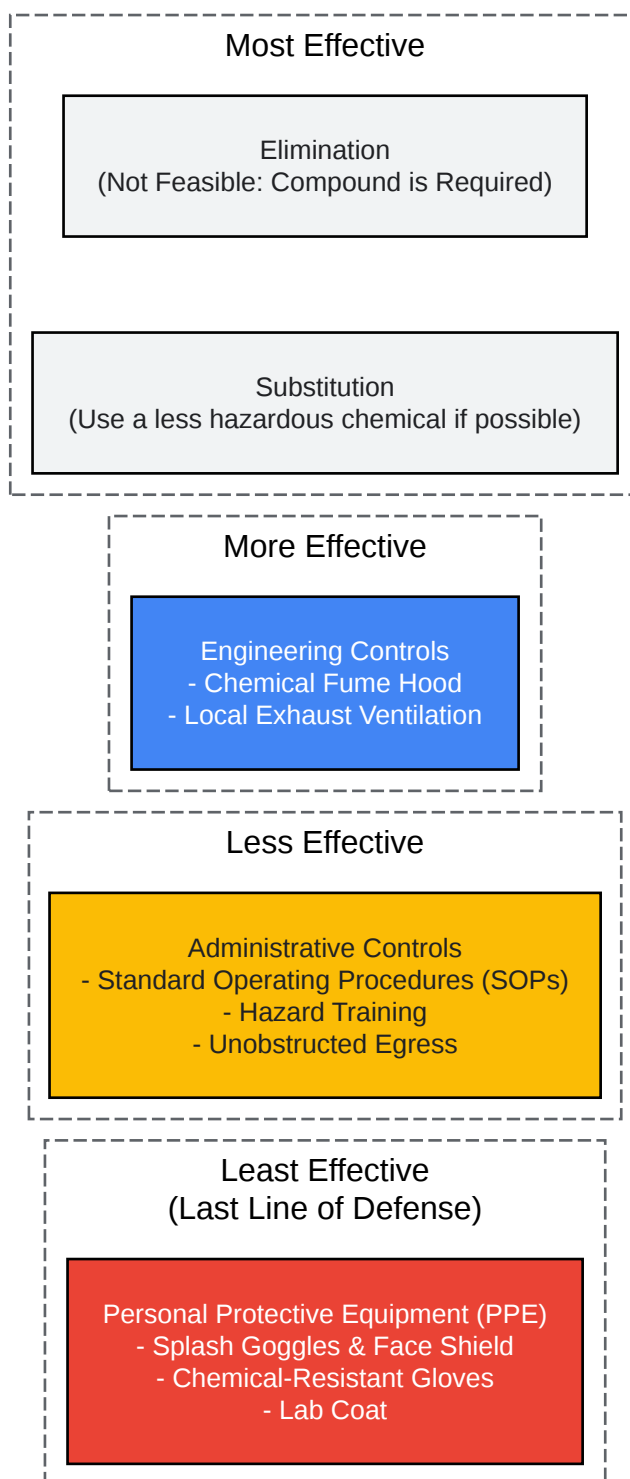 Most Effective
Elimination
(Not Feasible: Compound is Required)
Substitution
(Use a less hazardous chemical if possible)
More Effective
Engineering Controls
- Chemical Fume Hood
- Local Exhaust Ventilation
Less Effective
Administrative Controls
- Standard Operating Procedures (SOPs)
- Hazard Training
- Unobstructed Egress
Least Effective
(Last Line of Defense)
Personal Protective Equipment (PPE)
- Splash Goggles & Face Shield
- Chemical-Resistant Gloves
- Lab Coat